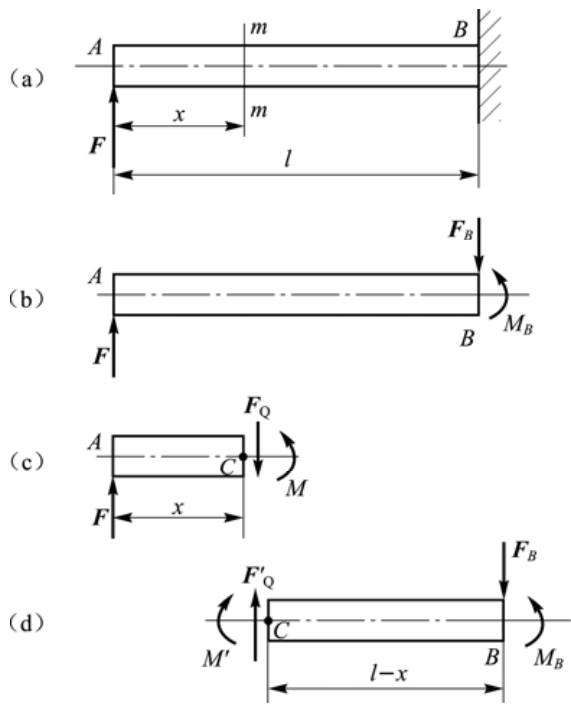 A m B
(a)
x m
F l
F_B
A
(b)
F B M_B
A F_Q
(c) C
F x M
F'_Q F_B
(d) C
M' B M_B
l−x